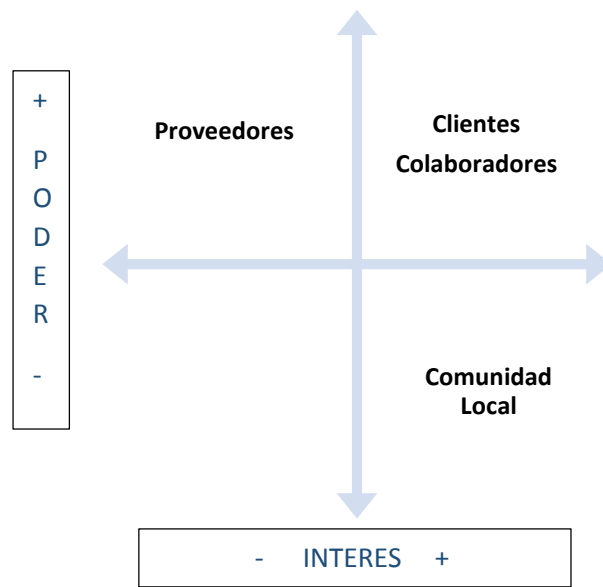 +
P
O
D
E
R
-
Proveedores
Clientes
Colaboradores
Comunidad
Local
- INTERES +